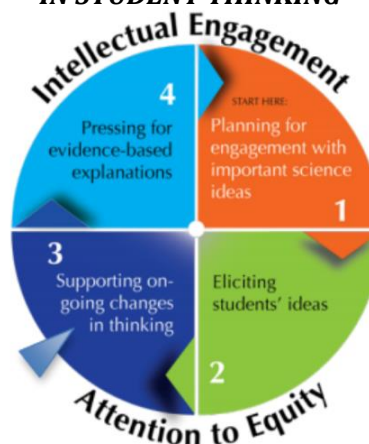 IN STUDENT THINKING
Intellectual Engagement
START HERE:
Planning for
engagement with
important science
ideas
1
Eliciting
students' ideas
2
3
Supporting on-
going changes
in thinking
4
Pressing for
evidence-based
explanations
Attention to Equity